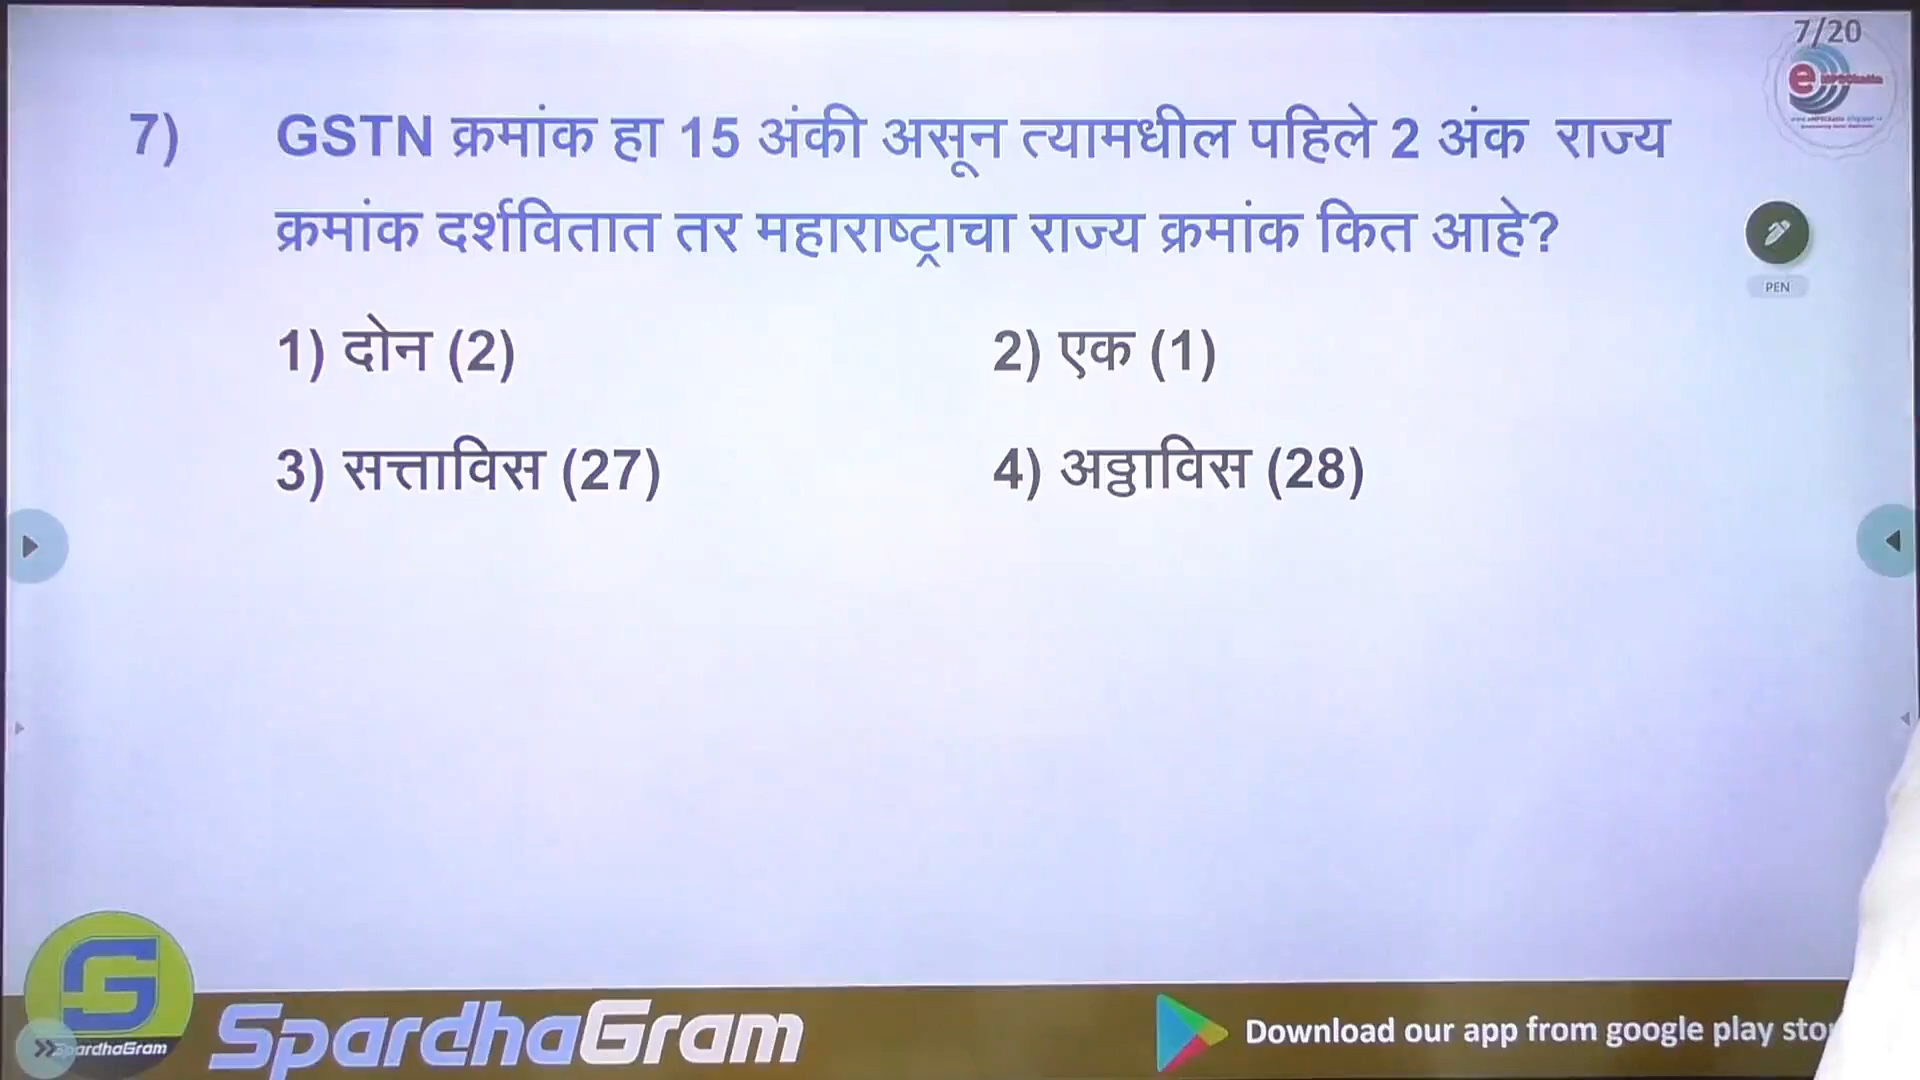 7/20
7) GSTN क्रमांक हा 15 अंकी असून त्यामधील पहिले 2 अंक राज्य
क्रमांक दर्शवितात तर महाराष्ट्राचा राज्य क्रमांक कित आहे?
PEN
1) दोन (2) 2) एक (1)
3) सत्ताविस (27) 4) अठ्ठाविस (28)
SpardhaGram
SpardhaGram
Download our app from google play sto